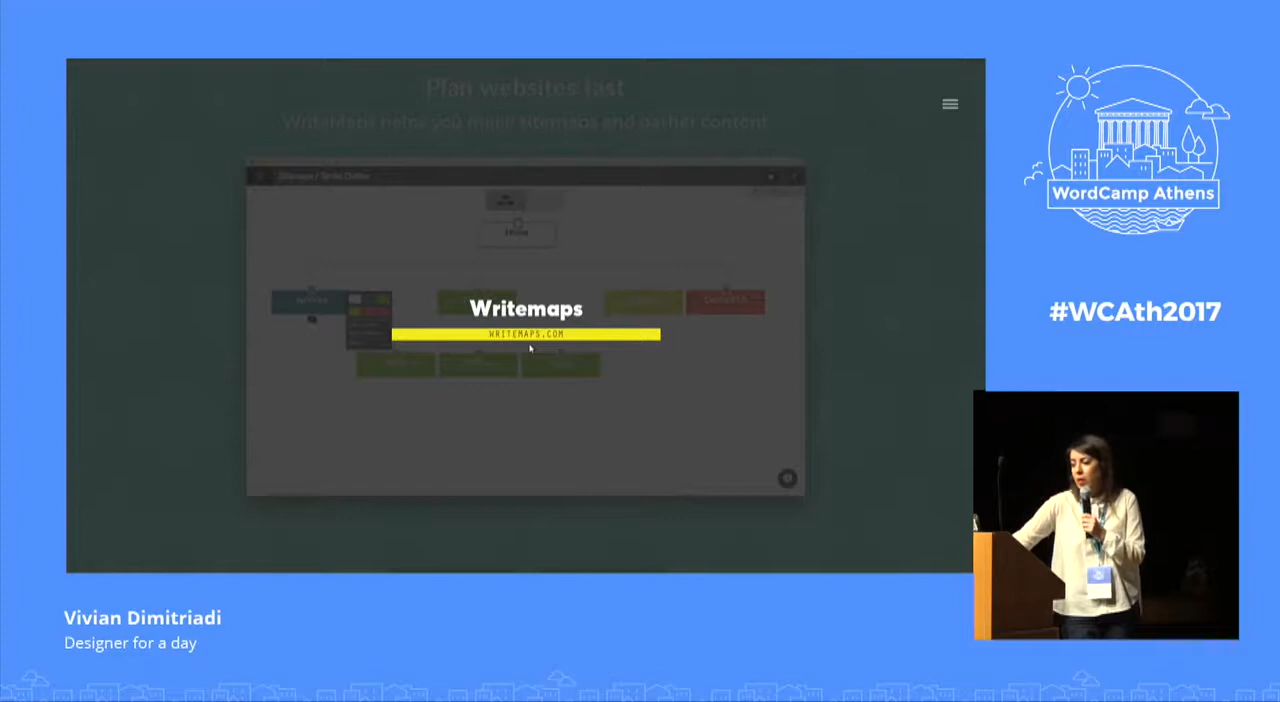 Plan websites fast
WriteMaps helps you make sitemaps and gather content
Home
Writemaps
WRITEMAPS.COM
WordCamp Athens
#WCAth2017
Vivian Dimitriadi
Designer for a day